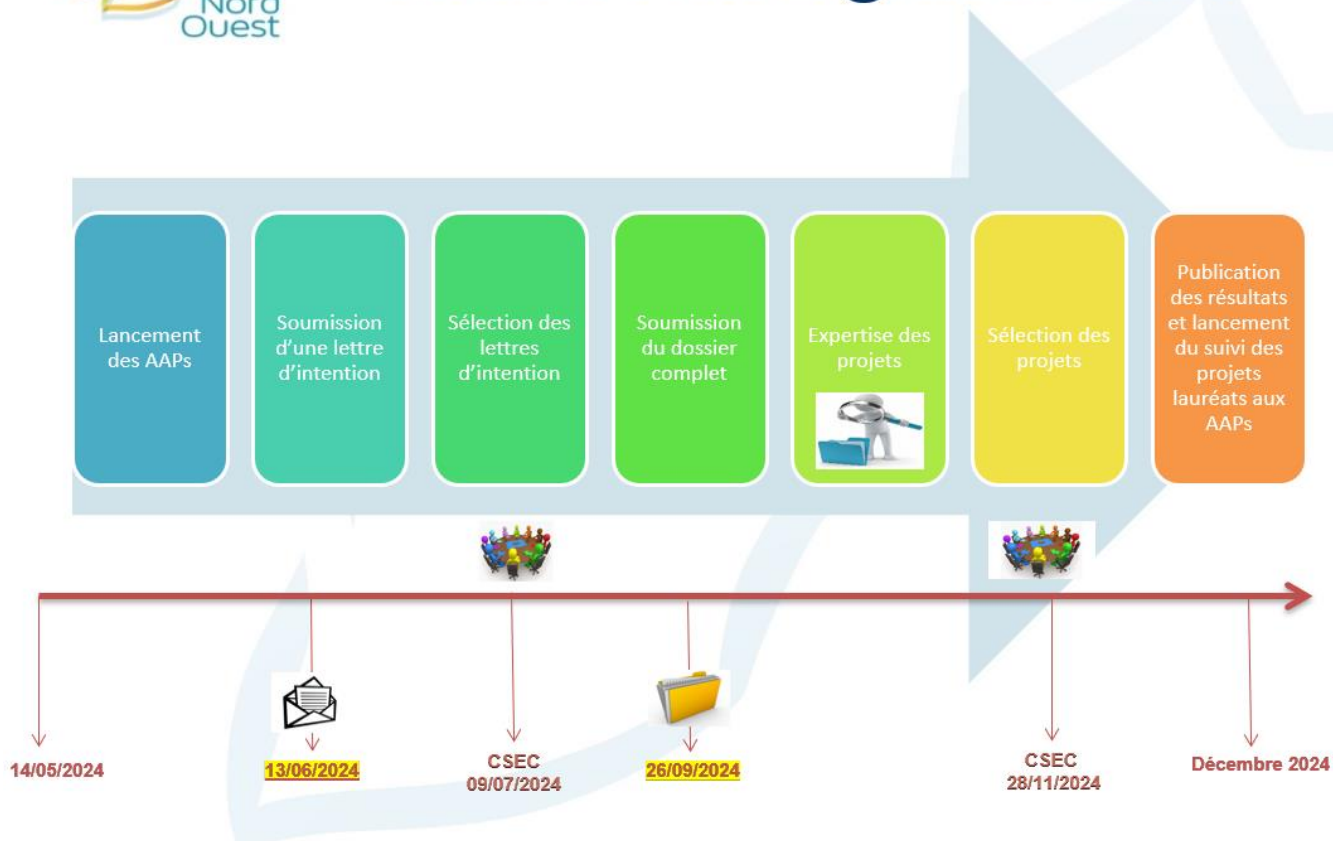 Nord
Ouest
Lancement
des AAPs
Soumission
d'une lettre
d'intention
Sélection des
lettres
d'intention
Soumission
du dossier
complet
Expertise des
projets
Sélection des
projets
Publication
des résultats
et lancement
du suivi des
projets
lauréats aux
AAPs
14/05/2024
13/06/2024
CSEC
09/07/2024
26/09/2024
CSEC
28/11/2024
Décembre 2024